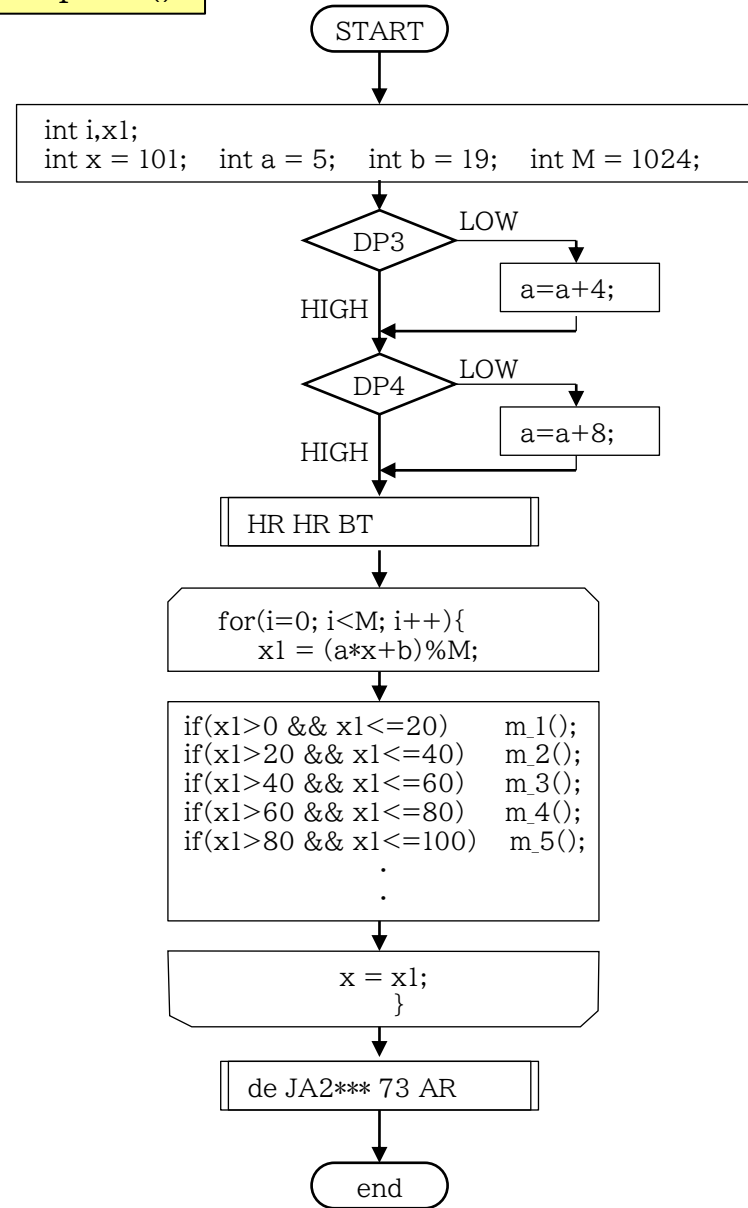 START
int i,x1;
int x = 101; int a = 5; int b = 19; int M = 1024;
DP3
LOW
a=a+4;
HIGH
DP4
LOW
a=a+8;
HIGH
HR HR BT
for(i=0; i<M; i++){
x1 = (a*x+b)%M;
if(x1>0 && x1<=20) m_1();
if(x1>20 && x1<=40) m_2();
if(x1>40 && x1<=60) m_3();
if(x1>60 && x1<=80) m_4();
if(x1>80 && x1<=100) m_5();
.
.
x = x1;
}
de JA2*** 73 AR
end